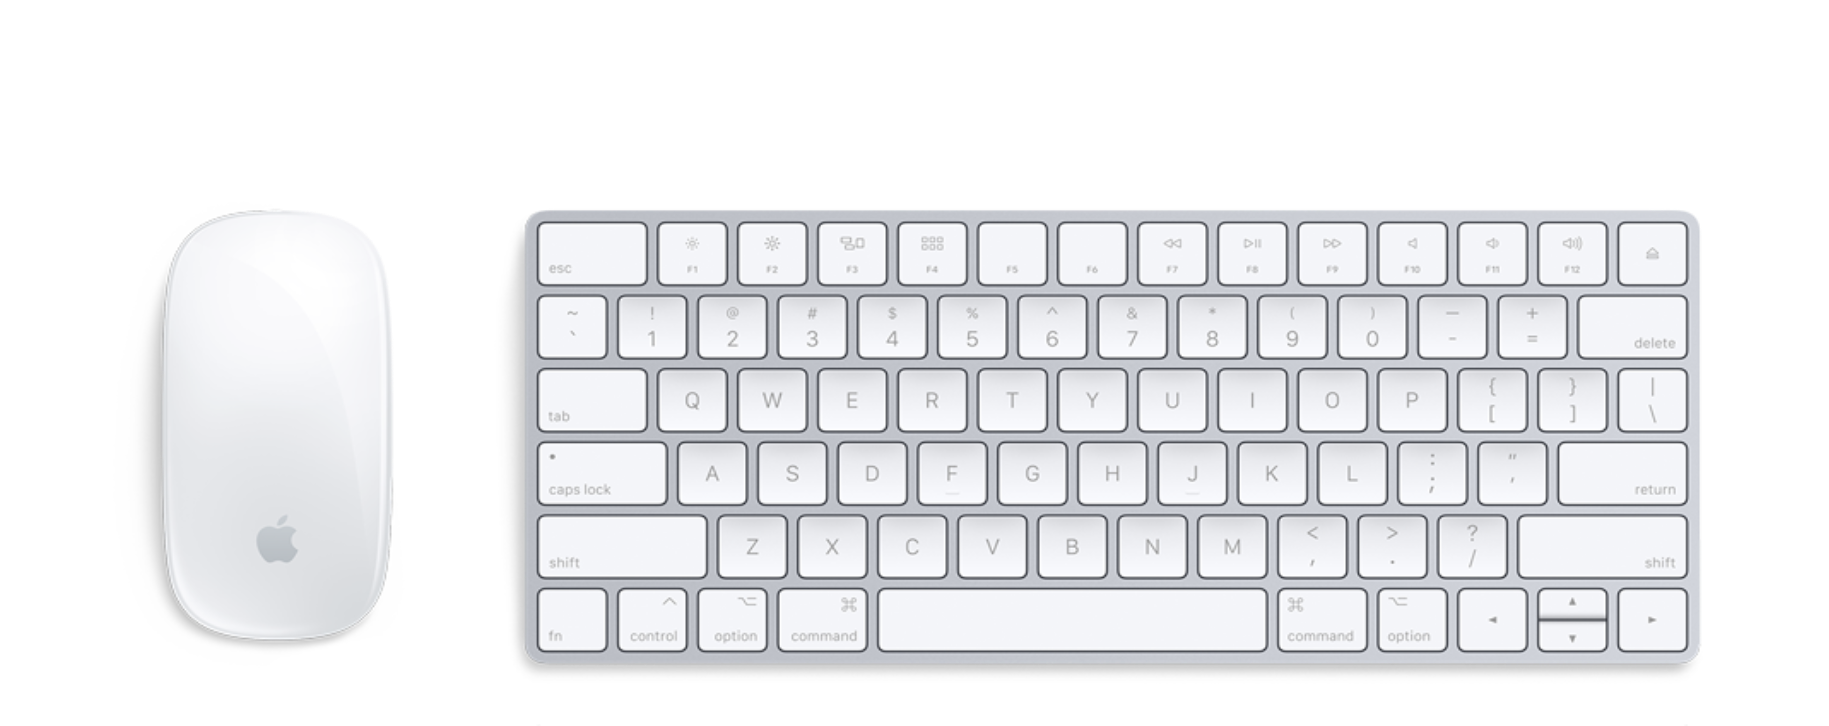 esc F1 F2 F3 F4 F5 F6 F7 F8 F9 F10 F11 F12
~ ! @ # $ % ^ & * ( ) — +
` 1 2 3 4 5 6 7 8 9 0 - = delete
tab Q W E R T Y U I O P { [ } ] | \
caps lock A S D F G H J K L : ; " ' return
shift Z X C V B N M < , > . ? / shift
fn control option command command option